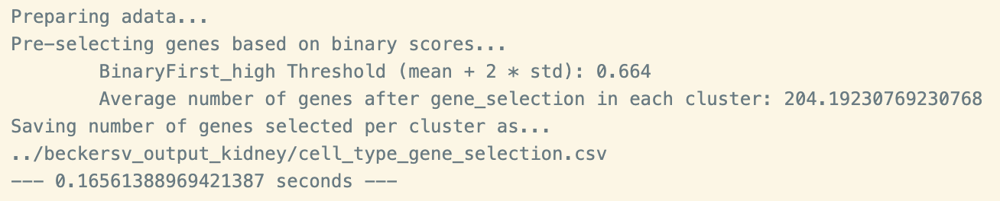 Preparing adata...
Pre-selecting genes based on binary scores...
        BinaryFirst_high Threshold (mean + 2 * std): 0.664
        Average number of genes after gene_selection in each cluster: 204.19230769230768
Saving number of genes selected per cluster as...
../beckersv_output_kidney/cell_type_gene_selection.csv
--- 0.16561388969421387 seconds ---